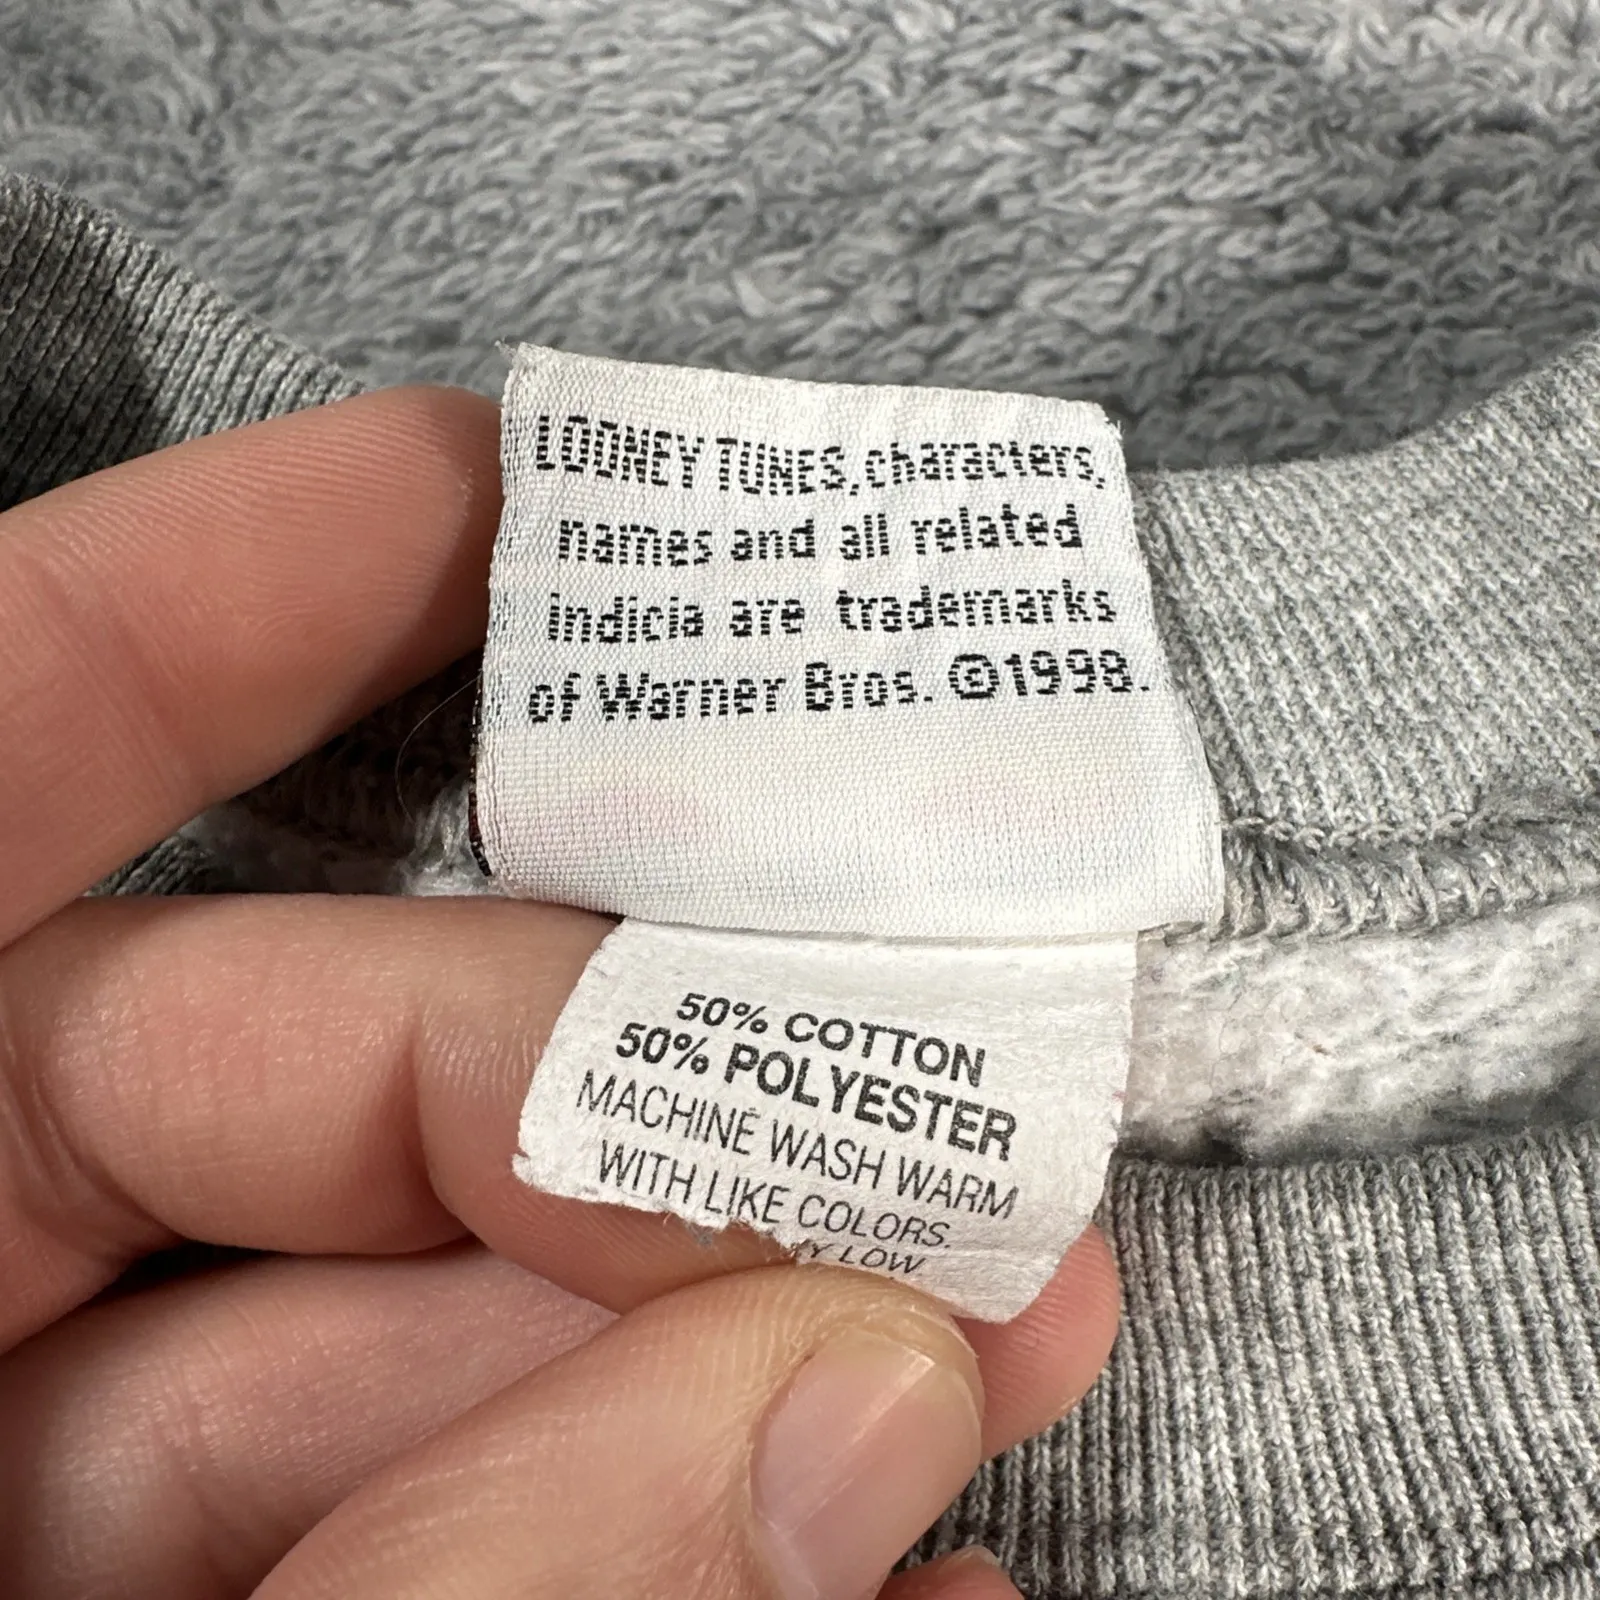 LOONEY TUNES, characters,
names and all related
indicia are trademarks
of Warner Bros. ©1998.
50% COTTON
50% POLYESTER
MACHINE WASH WARM
WITH LIKE COLORS.
LOW